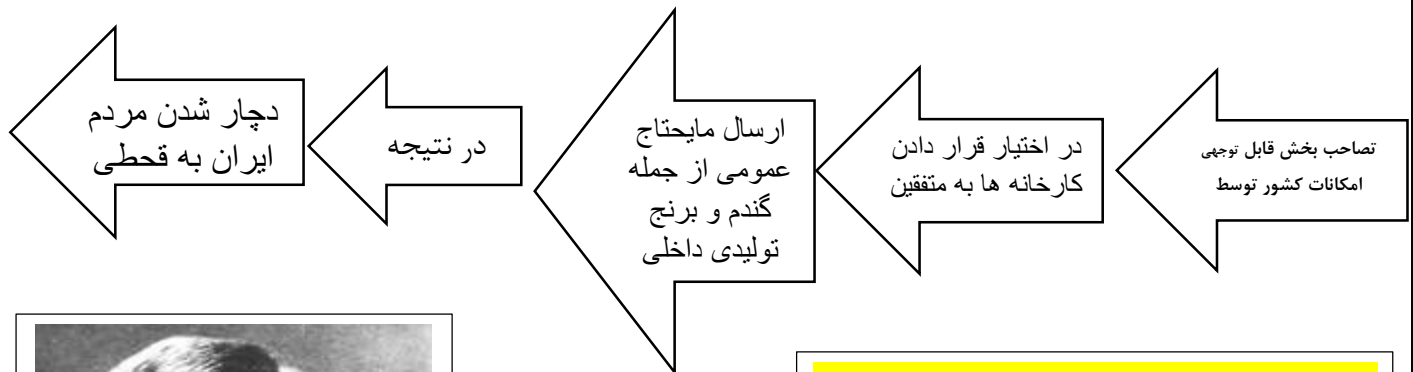 تصاحب بخش قابل توجهی
امکانات کشور توسط
در اختیار قرار دادن
کارخانه ها به متفقین
ارسال مایحتاج
عمومی از جمله
گندم و برنج
تولیدی داخلی
در نتیجه
دچار شدن مردم
ایران به قحطی